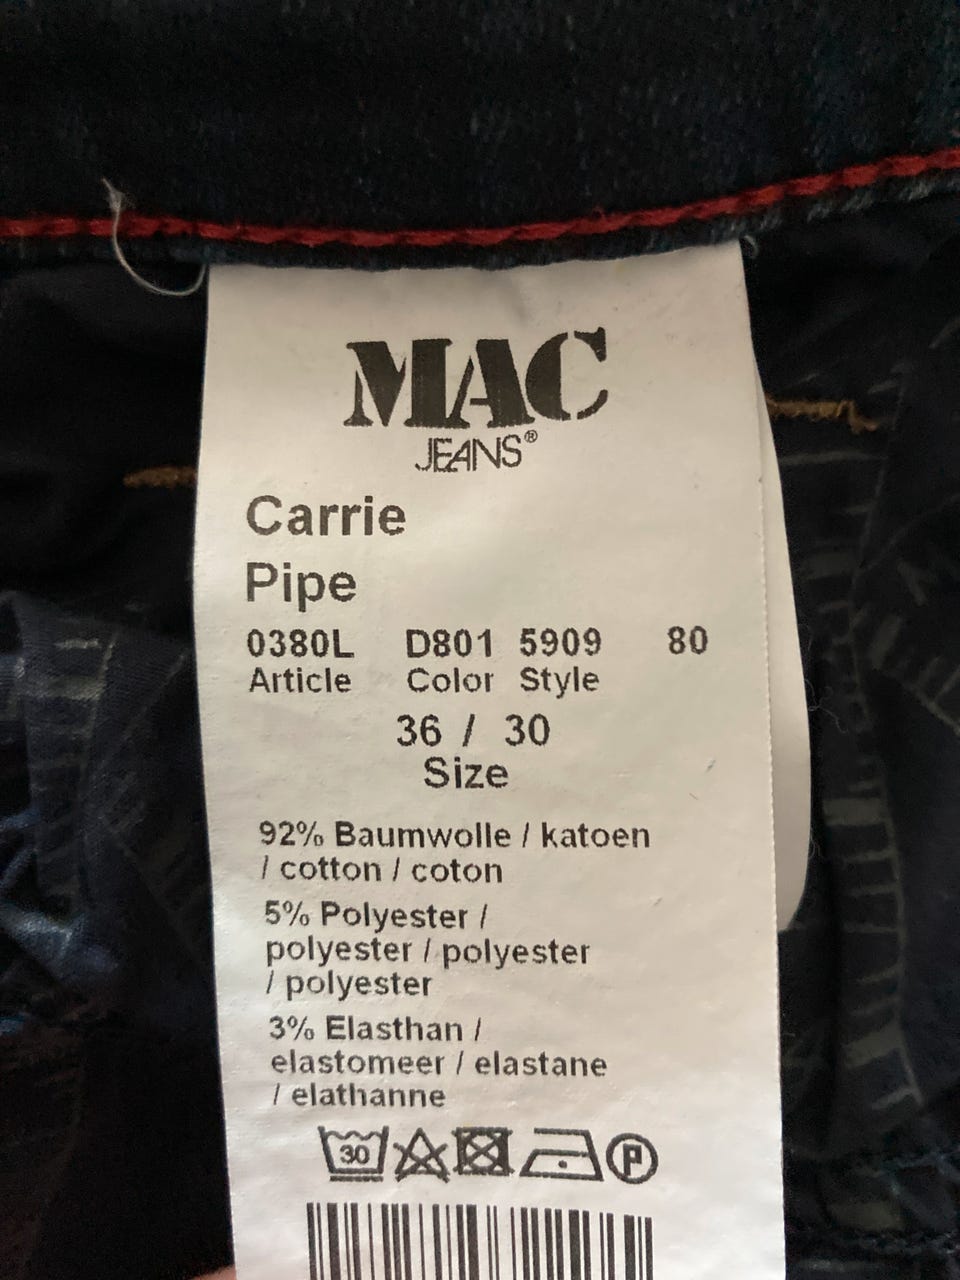 MAC
JEANS®
Carrie
Pipe
0380L D801 5909 80
Article Color Style
36 / 30
Size
92% Baumwolle / katoen
/ cotton / coton
5% Polyester /
polyester / polyester
/ polyester
3% Elasthan /
elastomeer / elastane
/ elathanne
30 P